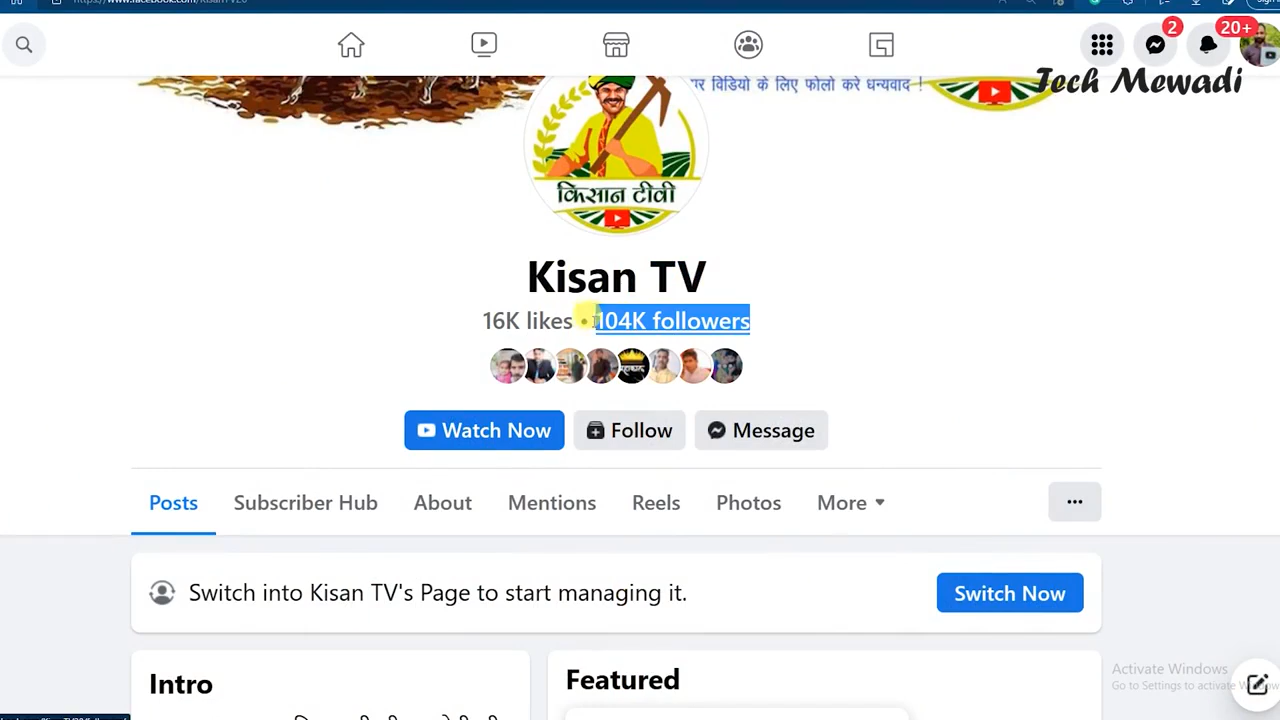 2
20+
Tech Mewadi
विडियो के लिए फोलो करे धन्यवाद !
किसान टीवी
Kisan TV
16K likes • 104K followers
Watch Now
Follow
Message
Posts
Subscriber Hub
About
Mentions
Reels
Photos
More
Switch into Kisan TV's Page to start managing it.
Switch Now
Intro
Featured
Activate Windows
Go to Settings to activate Windows